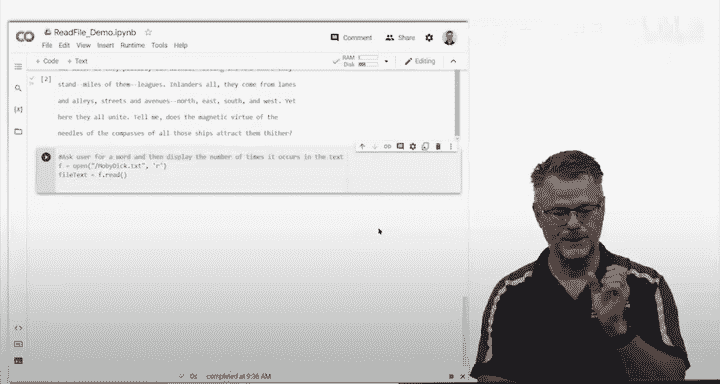 ReadFile_Demo.ipynb
Comment
Share
File Edit View Insert Runtime Tools Help
+ Code + Text
RAM
Disk
Editing
[2]
stand--miles of them--leagues. Inlanders all, they come from lanes
and alleys, streets and avenues--north, east, south, and west. Yet
here they all unite. Tell me, does the magnetic virtue of the
needles of the compasses of all those ships attract them thither?
#Ask user for a word and then display the number of times it occurs in the text
f = open("/MobyDick.txt", 'r')
fileText = f.read()
0s completed at 9:36 AM